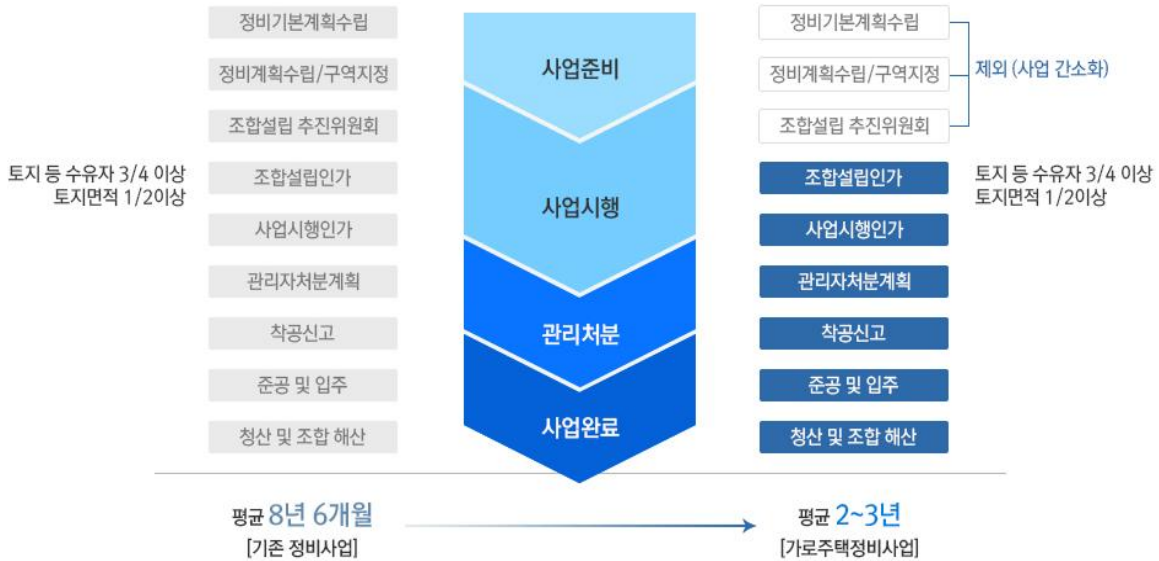 정비기본계획수립
정비계획수립/구역지정
조합설립 추진위원회
토지 등 수유자 3/4 이상
토지면적 1/2이상
조합설립인가
사업시행인가
관리자처분계획
착공신고
준공 및 입주
청산 및 조합 해산
사업준비
사업시행
관리처분
사업완료
정비기본계획수립
정비계획수립/구역지정
조합설립 추진위원회
제외 (사업 간소화)
조합설립인가
토지 등 수유자 3/4 이상
토지면적 1/2이상
사업시행인가
관리자처분계획
착공신고
준공 및 입주
청산 및 조합 해산
평균 8년 6개월
[기존 정비사업]
평균 2~3년
[가로주택정비사업]